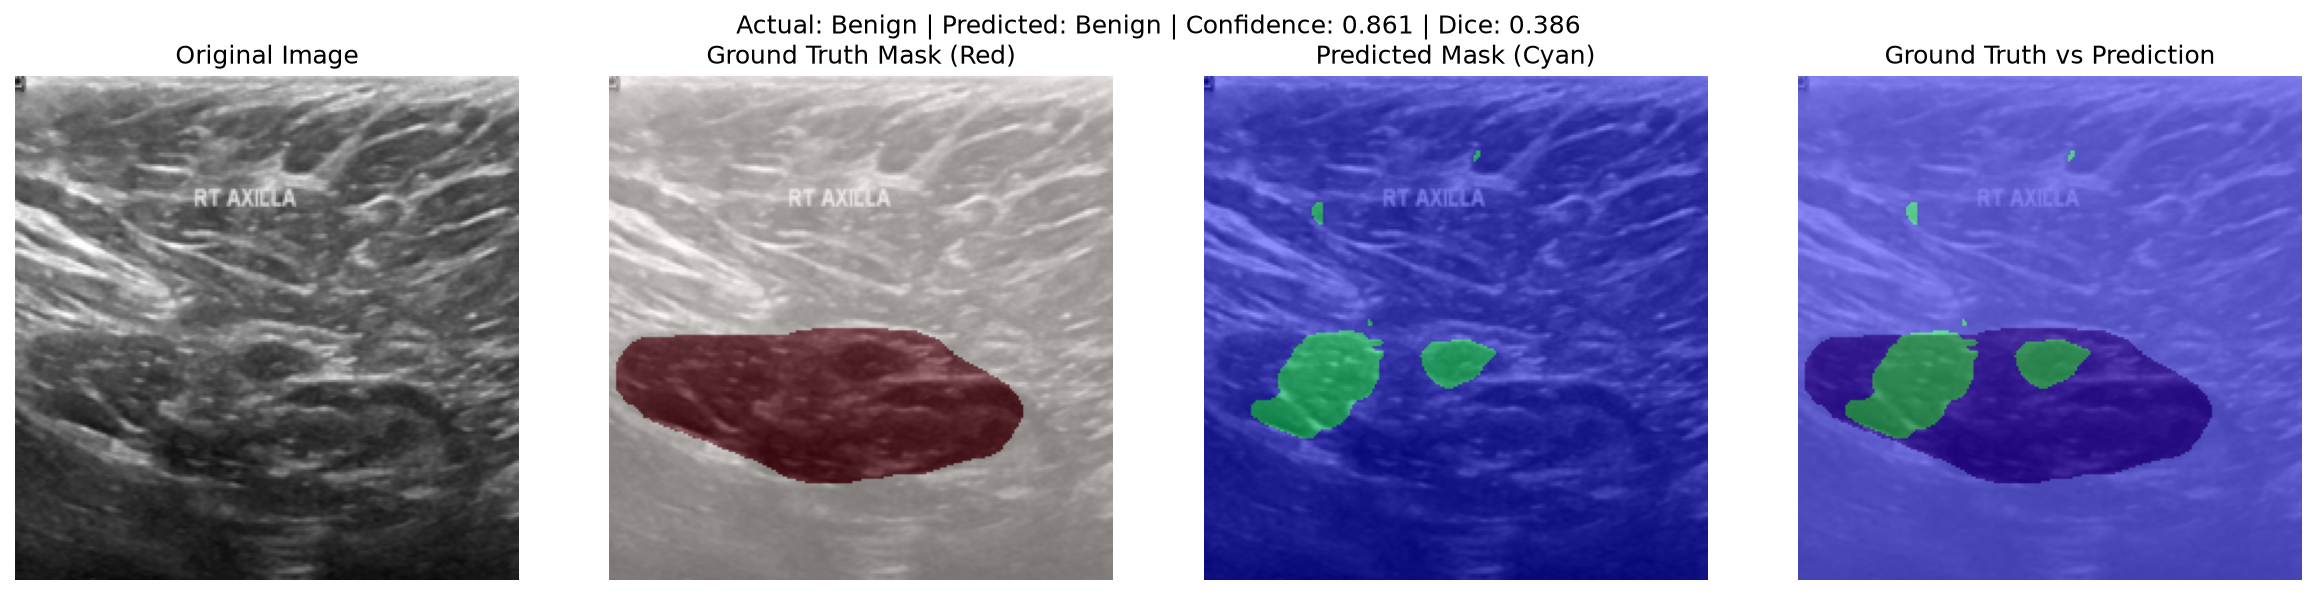 Actual: Benign | Predicted: Benign | Confidence: 0.861 | Dice: 0.386
Original Image
Ground Truth Mask (Red)
Predicted Mask (Cyan)
Ground Truth vs Prediction
RT AXILLA
RT AXILLA
RT AXILLA
RT AXILLA